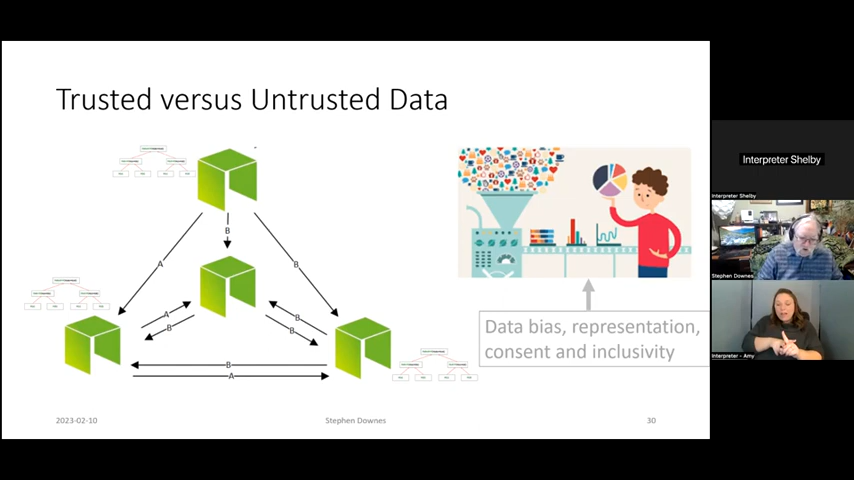 Trusted versus Untrusted Data
B
A
B
A
B
B
B
B
A
Data bias, representation,
consent and inclusivity
2023-02-10
Stephen Downes
30
Interpreter Shelby
Interpreter Shelby
Stephen Downes
Interpreter - Amy